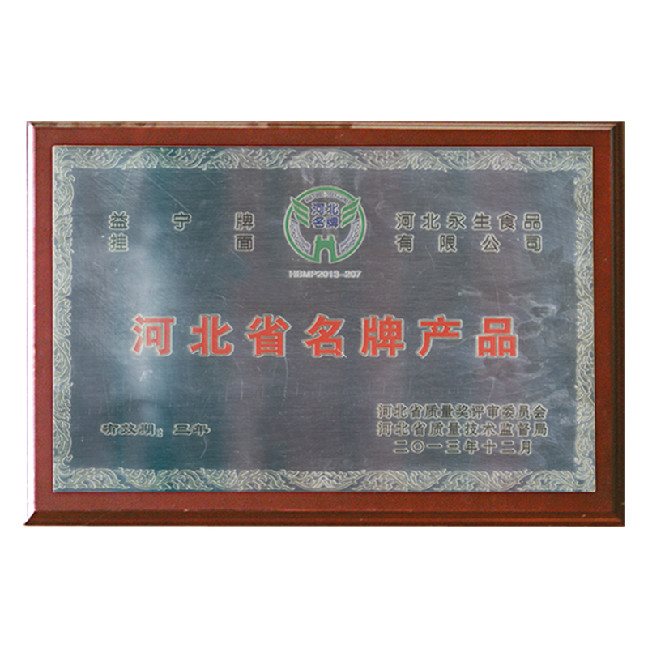 益宁牌
挂面
河北
名牌
HBMP2013-207
河北永生食品
有限公司
河北省名牌产品
有效期：三年
河北省质量奖评审委员会
河北省质量技术监督局
二〇一三年十二月